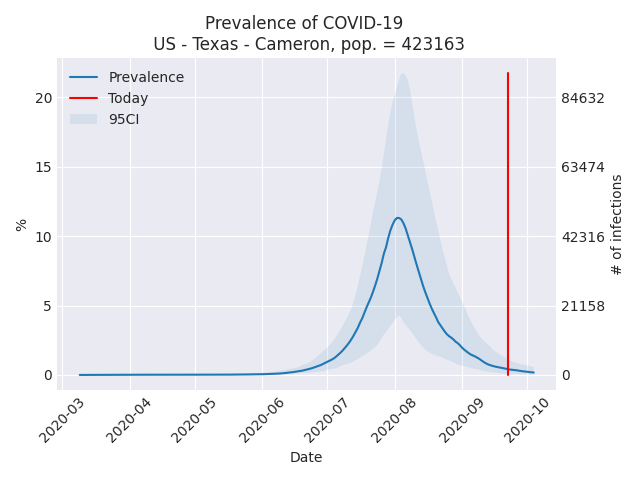 Prevalence of COVID-19
US - Texas - Cameron, pop. = 423163
Prevalence
Today
95CI
20
15
10
5
0
%
84632
63474
42316
21158
0
# of infections
2020-03
2020-04
2020-05
2020-06
2020-07
2020-08
2020-09
2020-10
Date